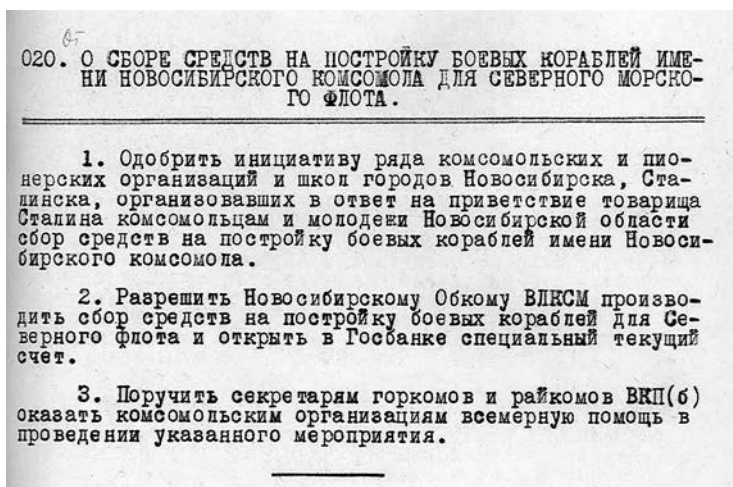 020. О СБОРЕ СРЕДСТВ НА ПОСТРОЙКУ БОЕВЫХ КОРАБЛЕЙ ИМЕ-
НИ НОВОСИБИРСКОГО КОМСОМОЛА ДЛЯ СЕВЕРНОГО МОРСКО-
ГО ФЛОТА.
1. Одобрить инициативу ряда комсомольских и пио-
нерских организаций и школ городов Новосибирска, Ста-
линска, организовавших в ответ на приветствие товарища
Сталина комсомольцам и молодежи Новосибирской области
сбор средств на постройку боевых кораблей имени Новоси-
бирского комсомола.
2. Разрешить Новосибирскому Обкому ВЛКСМ произво-
дить сбор средств на постройку боевых кораблей для Се-
верного флота и открыть в Госбанке специальный текущий
счет.
3. Поручить секретарям горкомов и райкомов ВКП(б)
оказать комсомольским организациям всемерную помощь в
проведении указанного мероприятия.